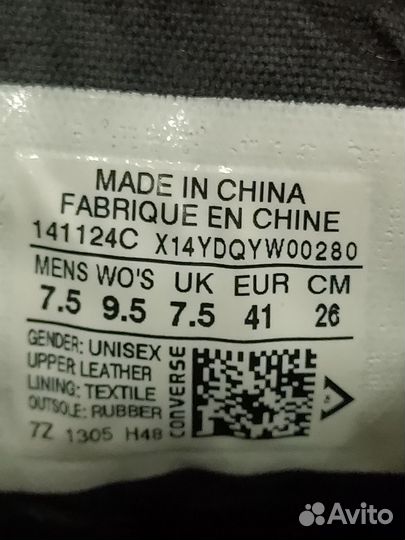 MADE IN CHINA
FABRIQUE EN CHINE
141124C X14YDQYW00280
MENS WO'S UK EUR CM
7.5 9.5 7.5 41 26
GENDER: UNISEX
UPPER LEATHER
LINING: TEXTILE
OUTSOLE: RUBBER
7Z 1305 H48
CONVERSE
Avito